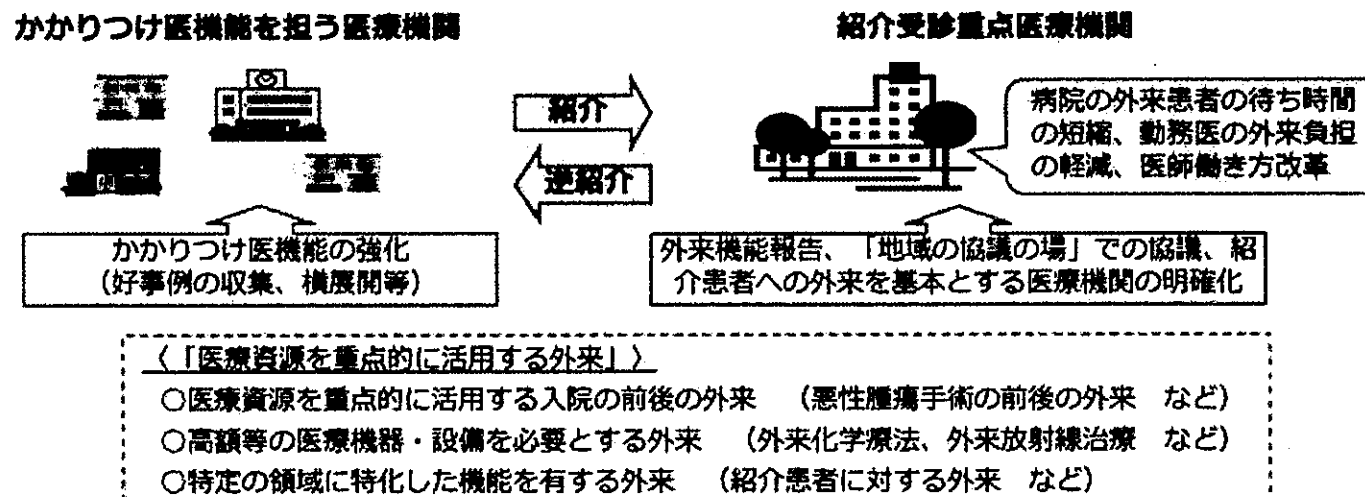 かかりつけ医機能を担う医療機関
紹介受診重点医療機関
紹介
逆紹介
病院の外来患者の待ち時間
の短縮、勤務医の外来負担
の軽減、医師働き方改革
かかりつけ医機能の強化
(好事例の収集、横展開等)
外来機能報告、「地域の協議の場」での協議、紹
介患者への外来を基本とする医療機関の明確化
〈「医療資源を重点的に活用する外来」〉
○医療資源を重点的に活用する入院の前後の外来 (悪性腫瘍手術の前後の外来 など)
○高額等の医療機器・設備を必要とする外来 (外来化学療法、外来放射線治療 など)
○特定の領域に特化した機能を有する外来 (紹介患者に対する外来 など)